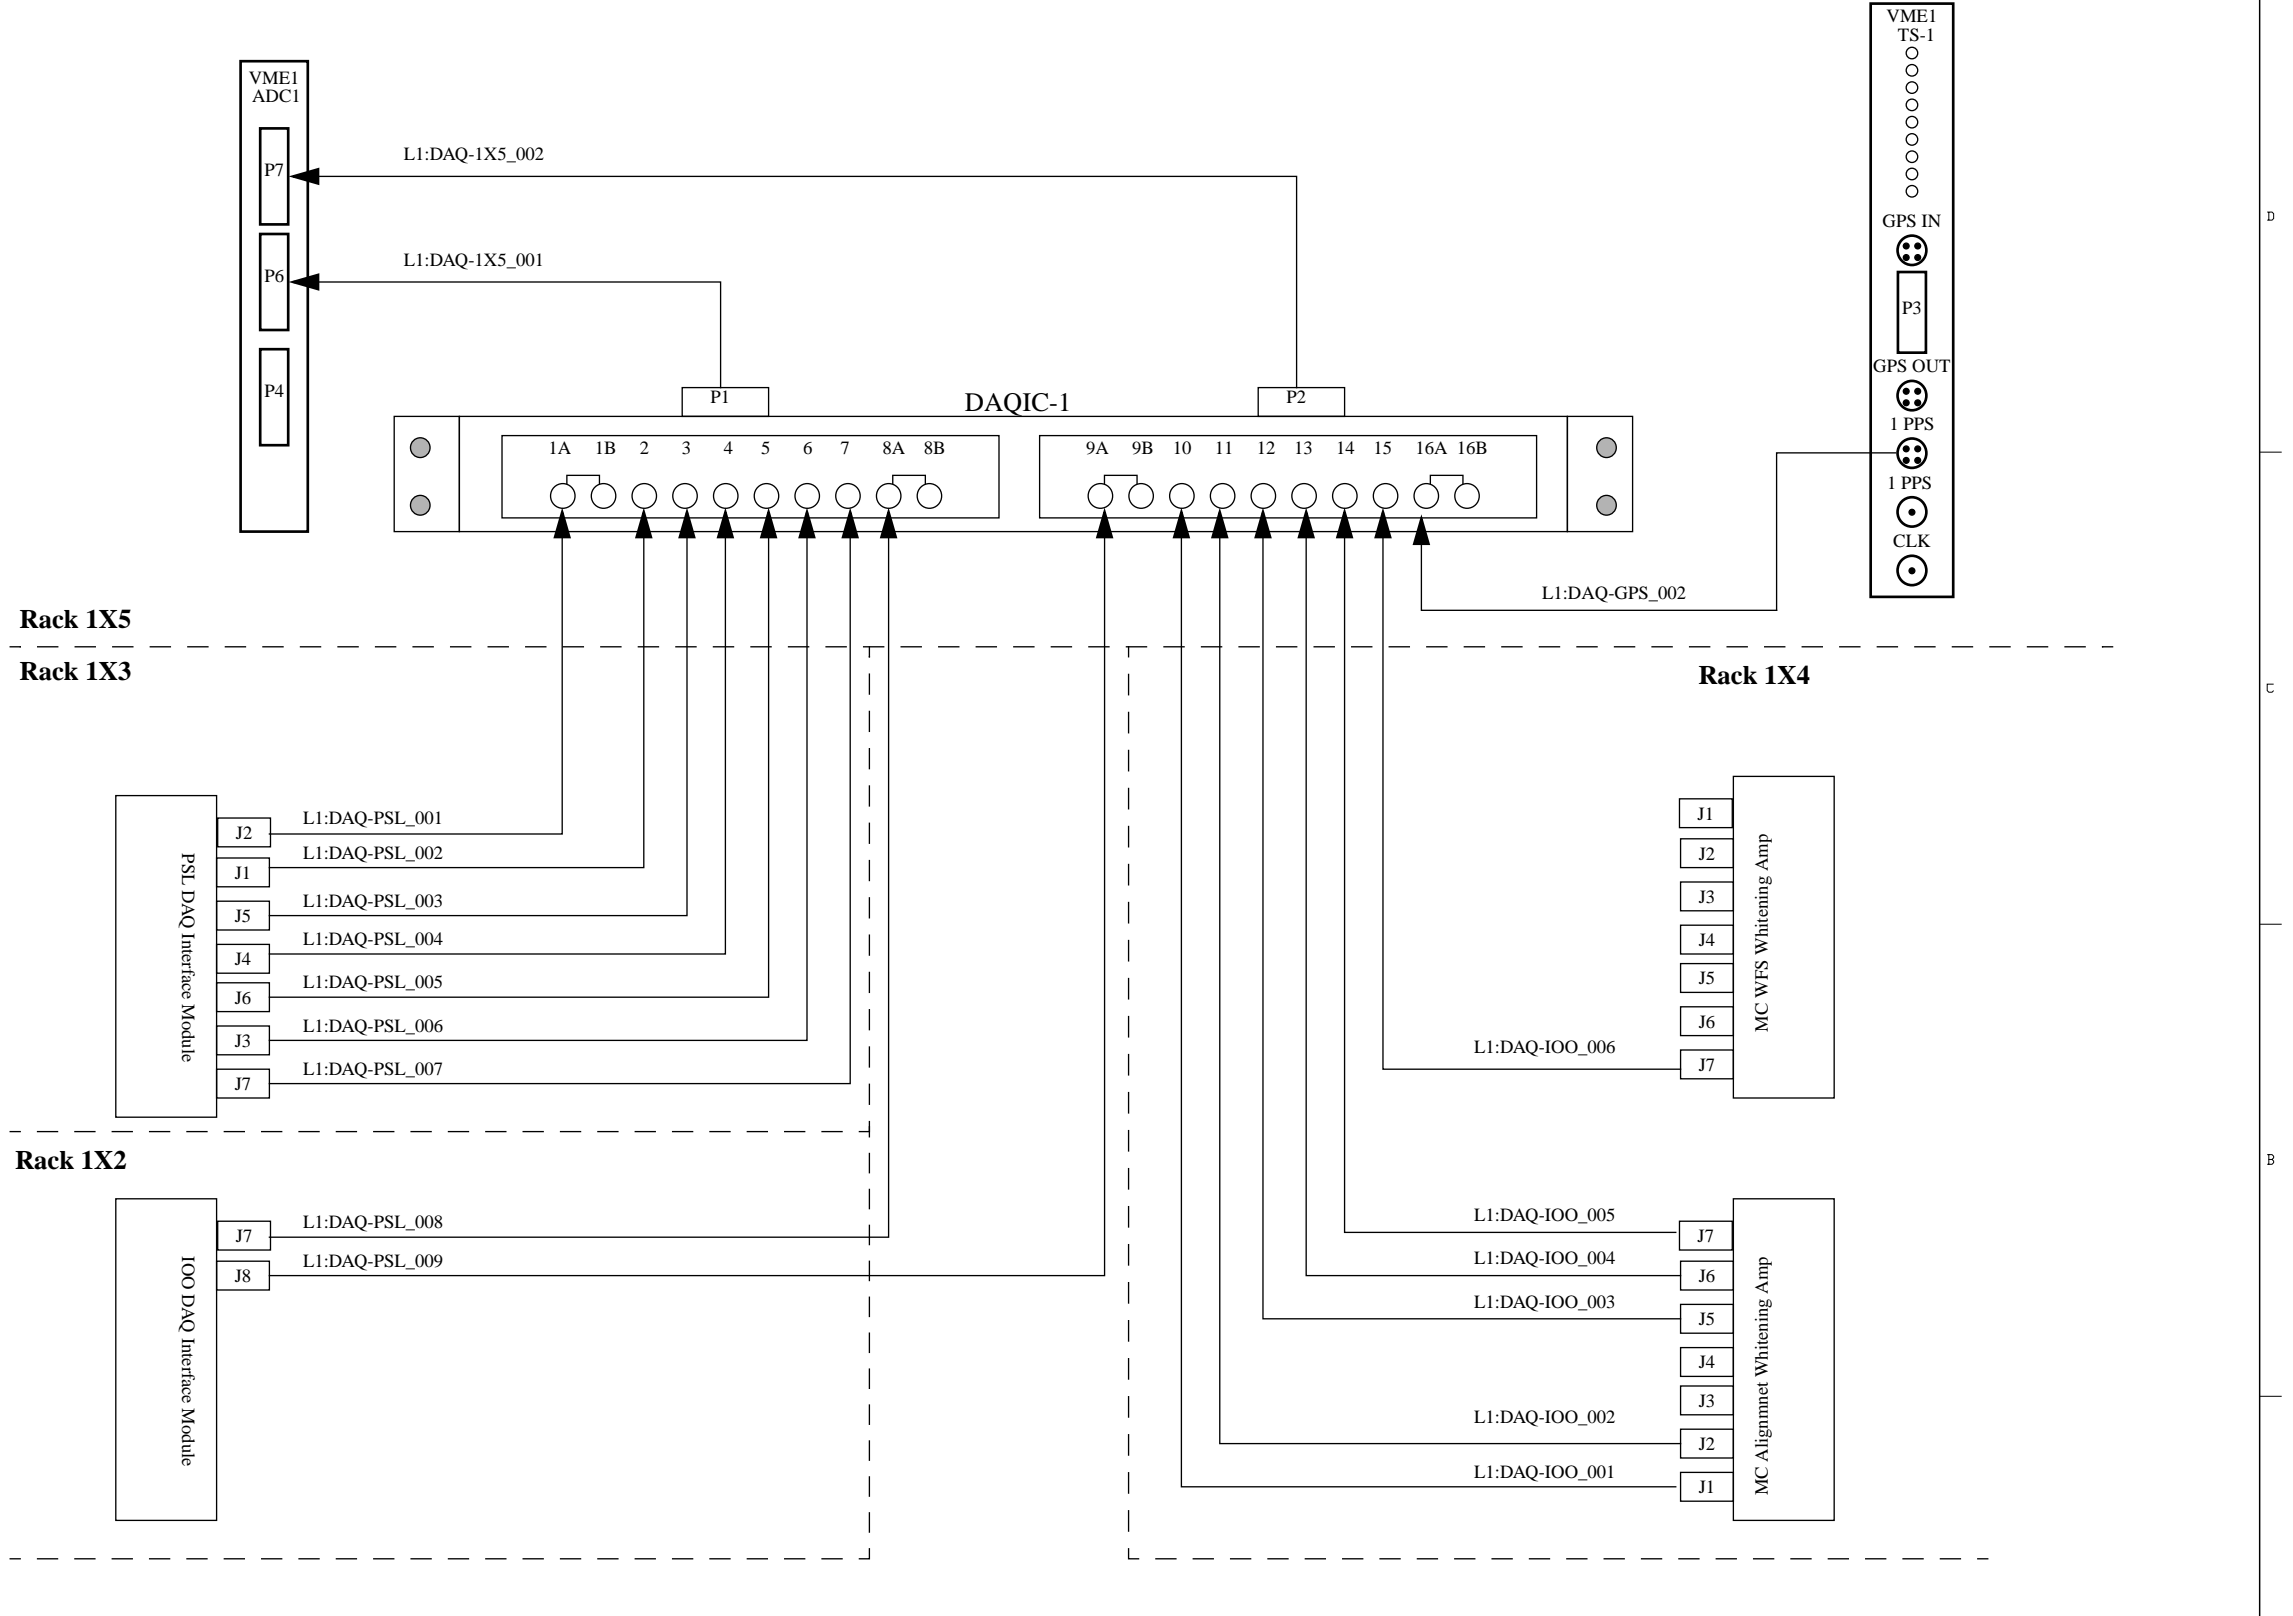 VME1
TS-1
VME1
ADC1
L1:DAQ-1X5_002
P7
D
GPS IN
L1:DAQ-1X5_001
P6
P3
GPS OUT
P4
P1
DAQIC-1
P2
1 PPS
1A 1B 2 3 4 5 6 7 8A 8B
9A 9B 10 11 12 13 14 15 16A 16B
1 PPS
CLK
L1:DAQ-GPS_002
Rack 1X5
Rack 1X3
Rack 1X4
C
PSL DAQ Interface Module
J2
L1:DAQ-PSL_001
J1
L1:DAQ-PSL_002
J5
L1:DAQ-PSL_003
J4
L1:DAQ-PSL_004
J6
L1:DAQ-PSL_005
J3
L1:DAQ-PSL_006
J7
L1:DAQ-PSL_007
J1
J2
J3
J4
J5
J6
L1:DAQ-IOO_006
J7
MC WFS Whitening Amp
Rack 1X2
B
IOO DAQ Interface Module
J7
L1:DAQ-PSL_008
J8
L1:DAQ-PSL_009
L1:DAQ-IOO_005
J7
L1:DAQ-IOO_004
J6
L1:DAQ-IOO_003
J5
J4
J3
L1:DAQ-IOO_002
J2
L1:DAQ-IOO_001
J1
MC Alignmnet Whitening Amp